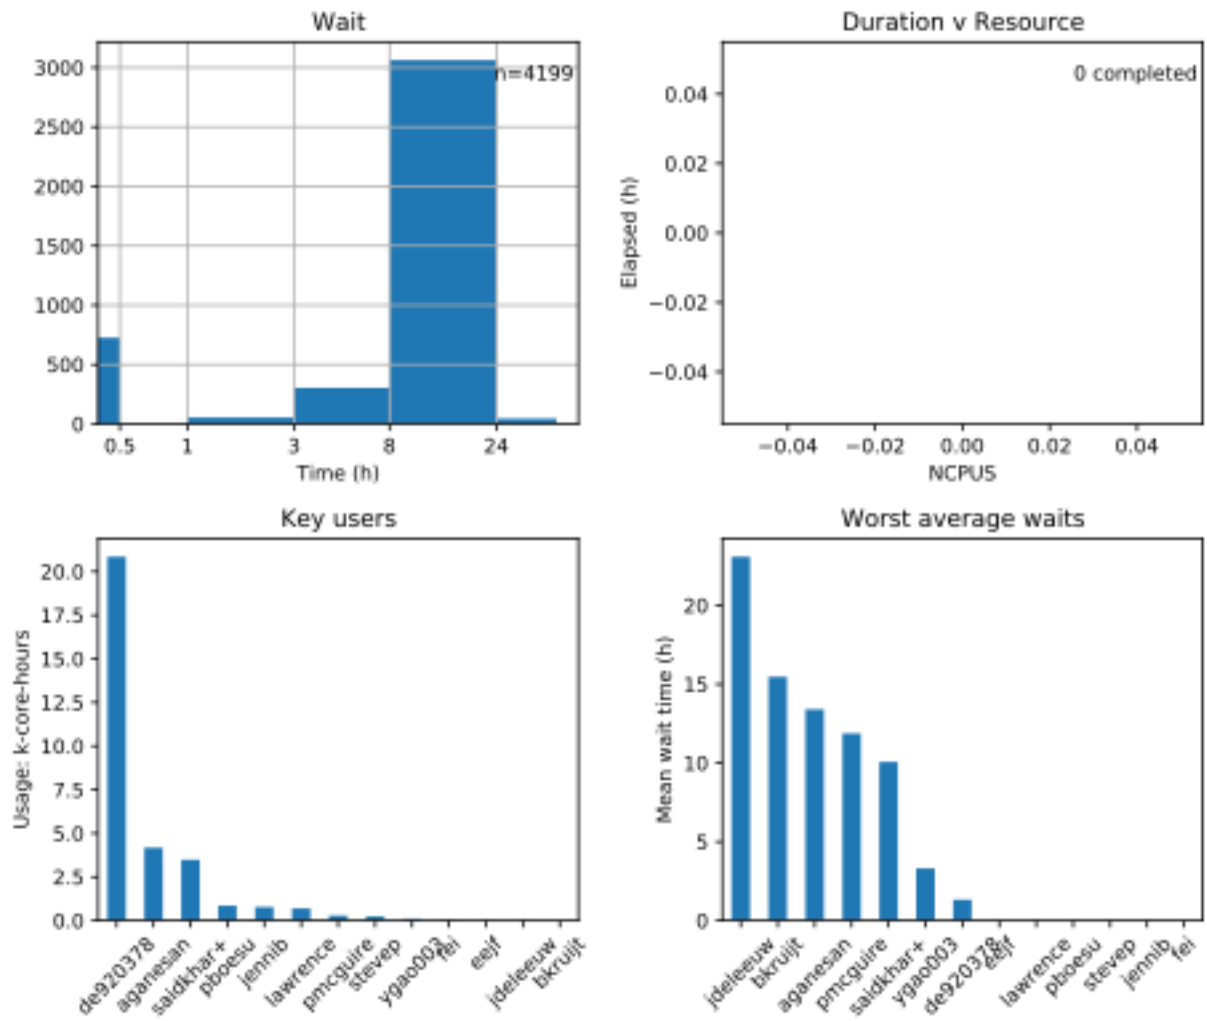 Wait
3000
2500
2000
1500
1000
500
0
n=4199
0.5 1 3 8 24
Time (h)
Duration v Resource
0 completed
0.04
0.02
0.00
−0.02
−0.04
Elapsed (h)
−0.04 −0.02 0.00 0.02 0.04
NCPUS
Key users
20.0
17.5
15.0
12.5
10.0
7.5
5.0
2.5
0.0
Usage: k-core-hours
de920378
aganesan
saidkhar+
pboesu
jennib
lawrence
pmcguire
stevep
ygao003
fei
eejf
jdeleeuw
bkruijt
Worst average waits
20
15
10
5
0
Mean wait time (h)
jdeleeuw
bkruijt
aganesan
pmcguire
saidkhar+
ygao003
de920378
eejf
lawrence
pboesu
stevep
jennib
fei